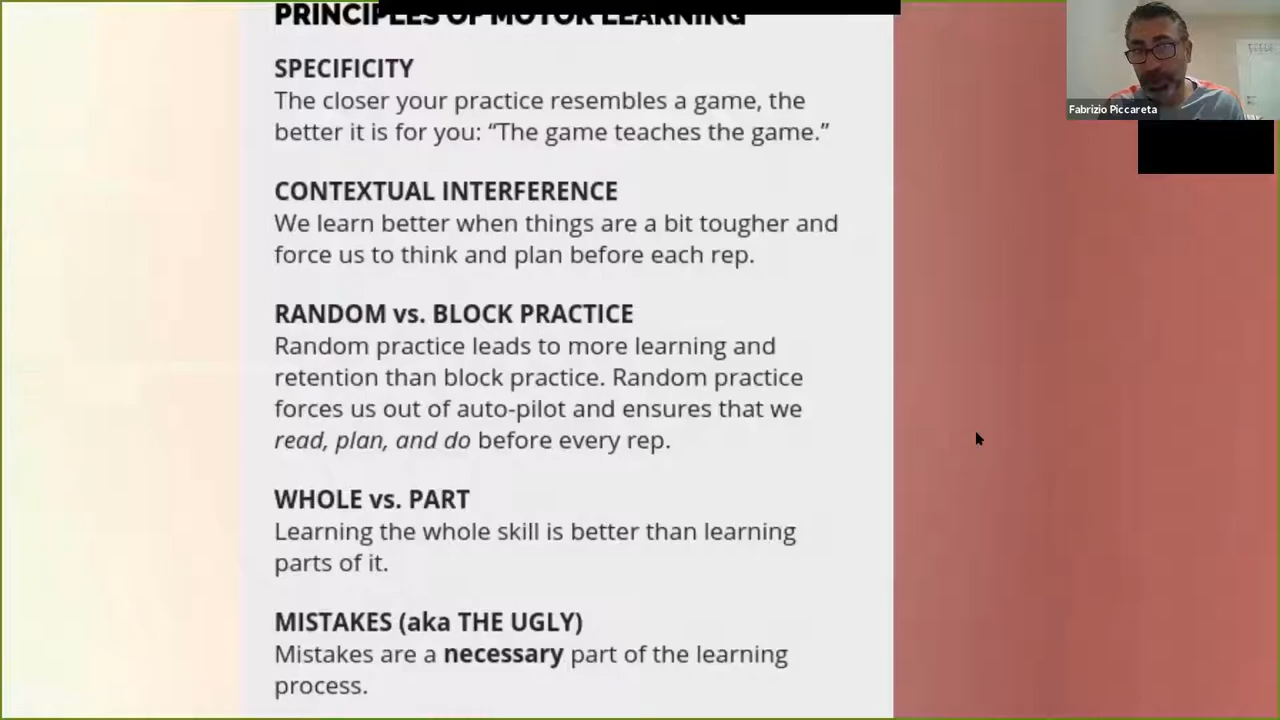 PRINCIPLES OF MOTOR LEARNING
SPECIFICITY
The closer your practice resembles a game, the
better it is for you: “The game teaches the game.”
CONTEXTUAL INTERFERENCE
We learn better when things are a bit tougher and
force us to think and plan before each rep.
RANDOM vs. BLOCK PRACTICE
Random practice leads to more learning and
retention than block practice. Random practice
forces us out of auto-pilot and ensures that we
read, plan, and do before every rep.
WHOLE vs. PART
Learning the whole skill is better than learning
parts of it.
MISTAKES (aka THE UGLY)
Mistakes are a necessary part of the learning
process.
Fabrizio Piccareta